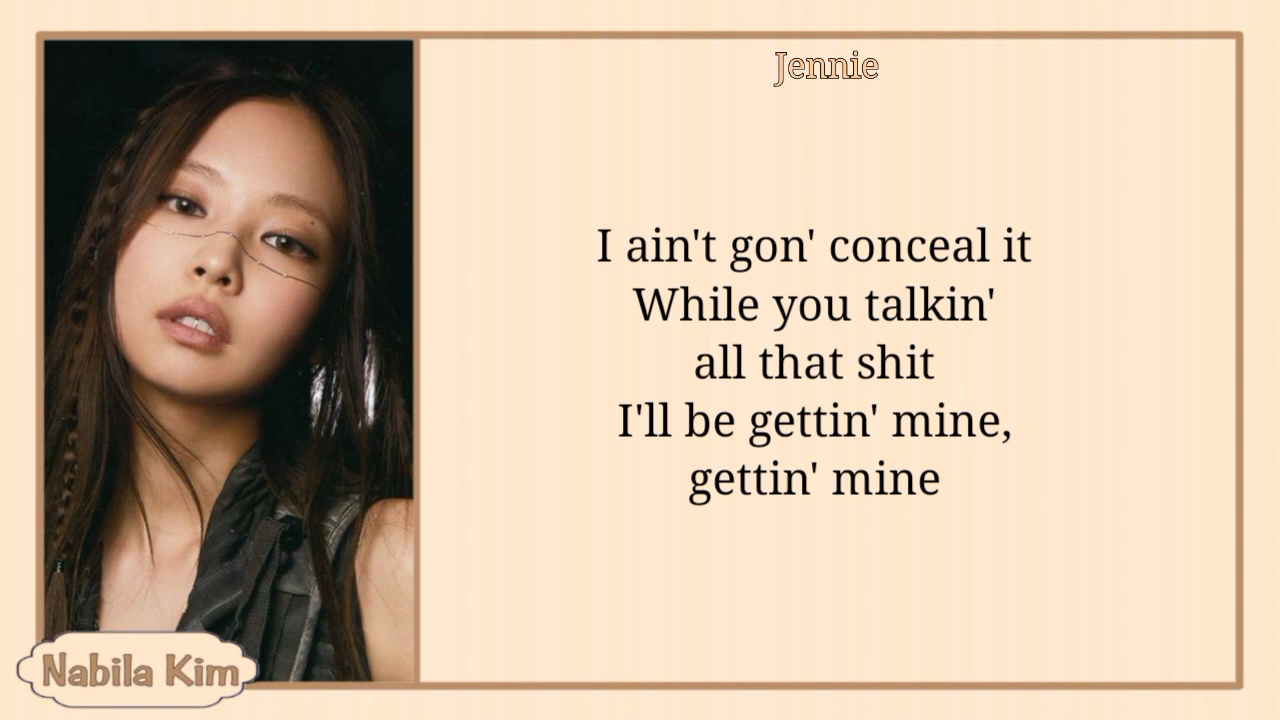 Jennie
I ain't gon' conceal it
While you talkin'
all that shit
I'll be gettin' mine,
gettin' mine
Nabila Kim